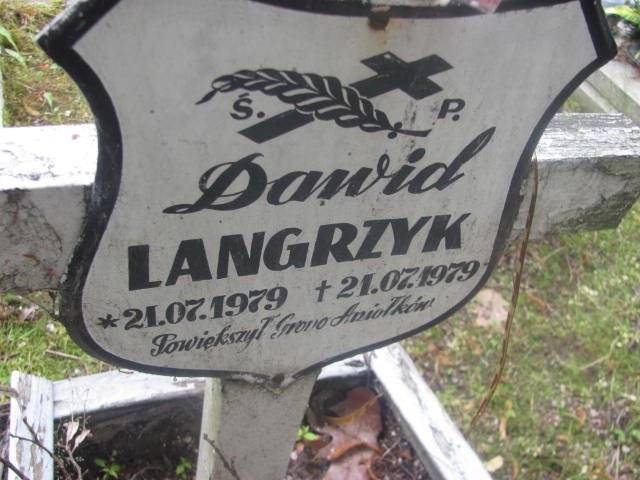 Ś. P.
Dawid
LANGRZYK
*21.07.1979 †21.07.1979
Powiększył Grono Aniołków